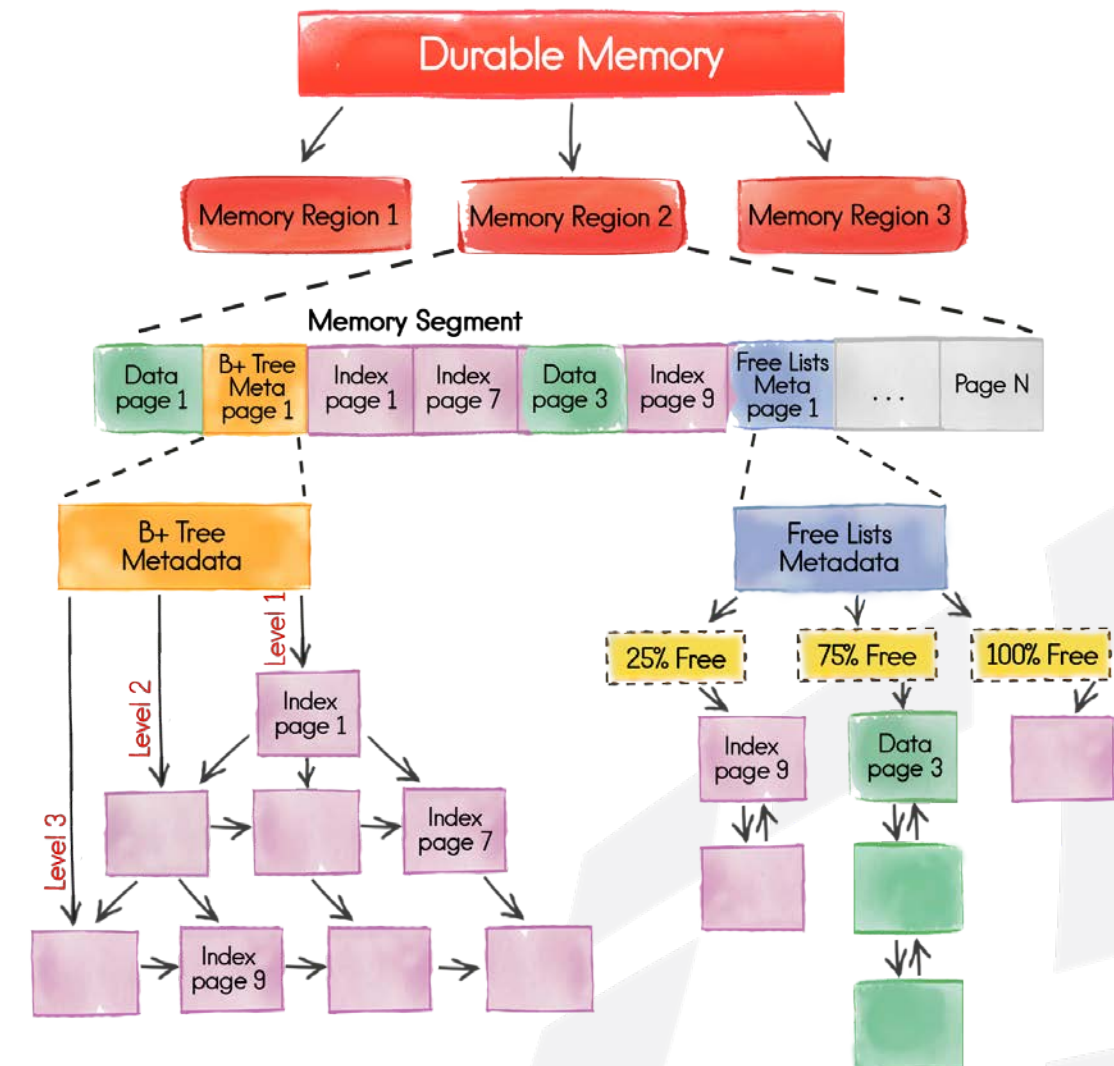 Durable Memory
Memory Region 1
Memory Region 2
Memory Region 3
Memory Segment
Data
page 1
B+ Tree
Meta
page 1
Index
page 1
Index
page 7
Data
page 3
Index
page 9
Free Lists
Meta
page 1
...
Page N
B+ Tree
Metadata
Level 1
Level 2
Level 3
Index
page 1
Index
page 7
Index
page 9
Free Lists
Metadata
25% Free
75% Free
100% Free
Index
page 9
Data
page 3